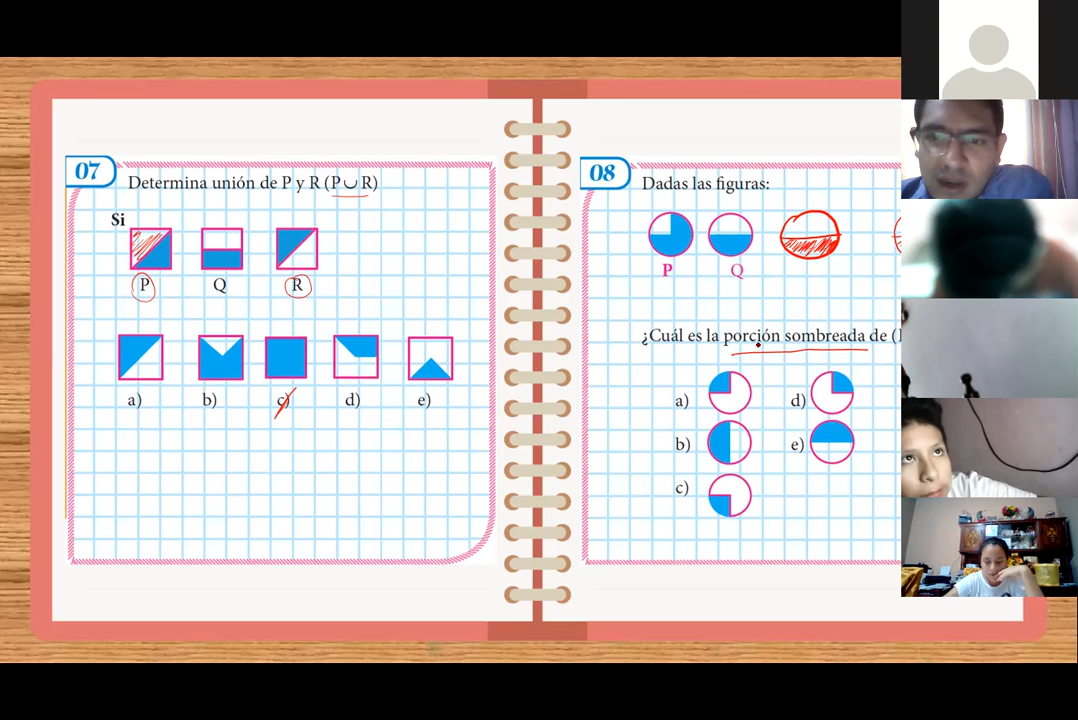 07
Determina unión de P y R (P ∪ R)
Si
P Q R
a) b) c) d) e)
08
Dadas las figuras:
P Q
¿Cuál es la porción sombreada de (
a) d)
b) e)
c)